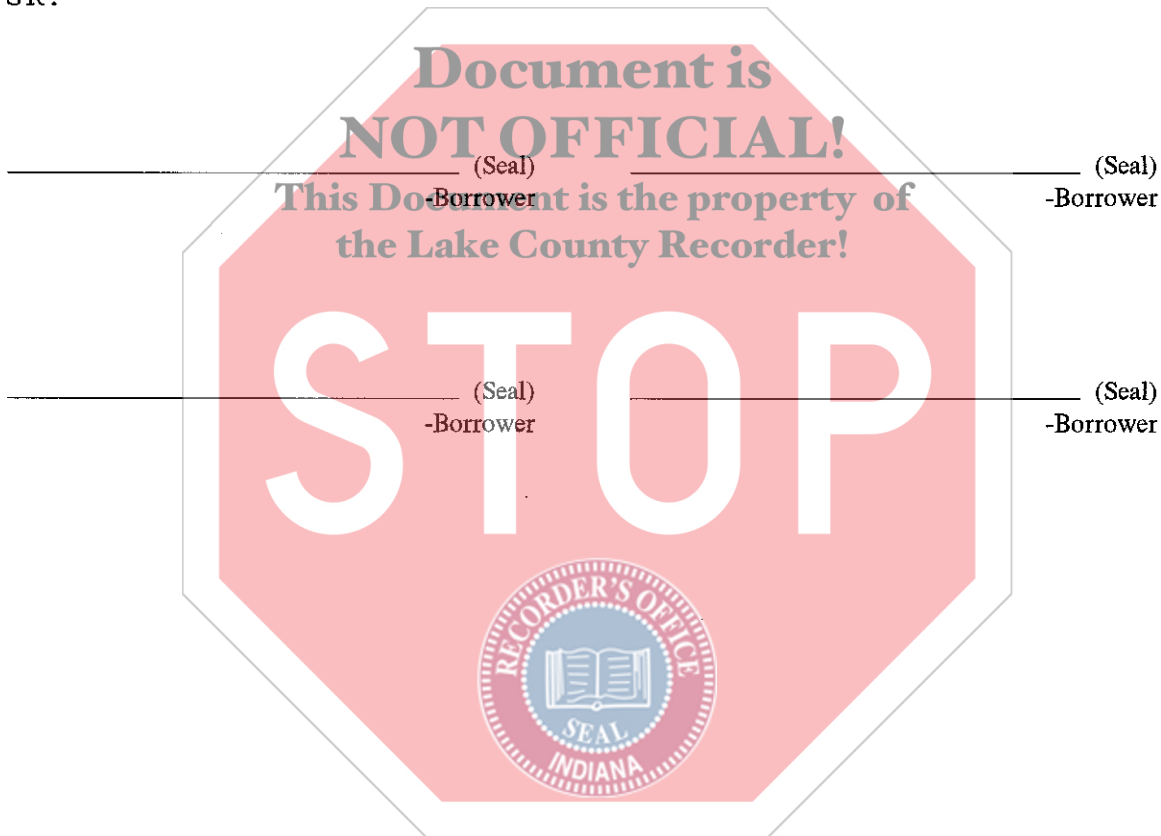 SR.
Document is
NOT OFFICIAL!
(Seal) (Seal)
This Document is the property of
-Borrower -Borrower
the Lake County Recorder!
STOP
(Seal) (Seal)
-Borrower -Borrower
RECORDER'S OFFICE
SEAL
INDIANA